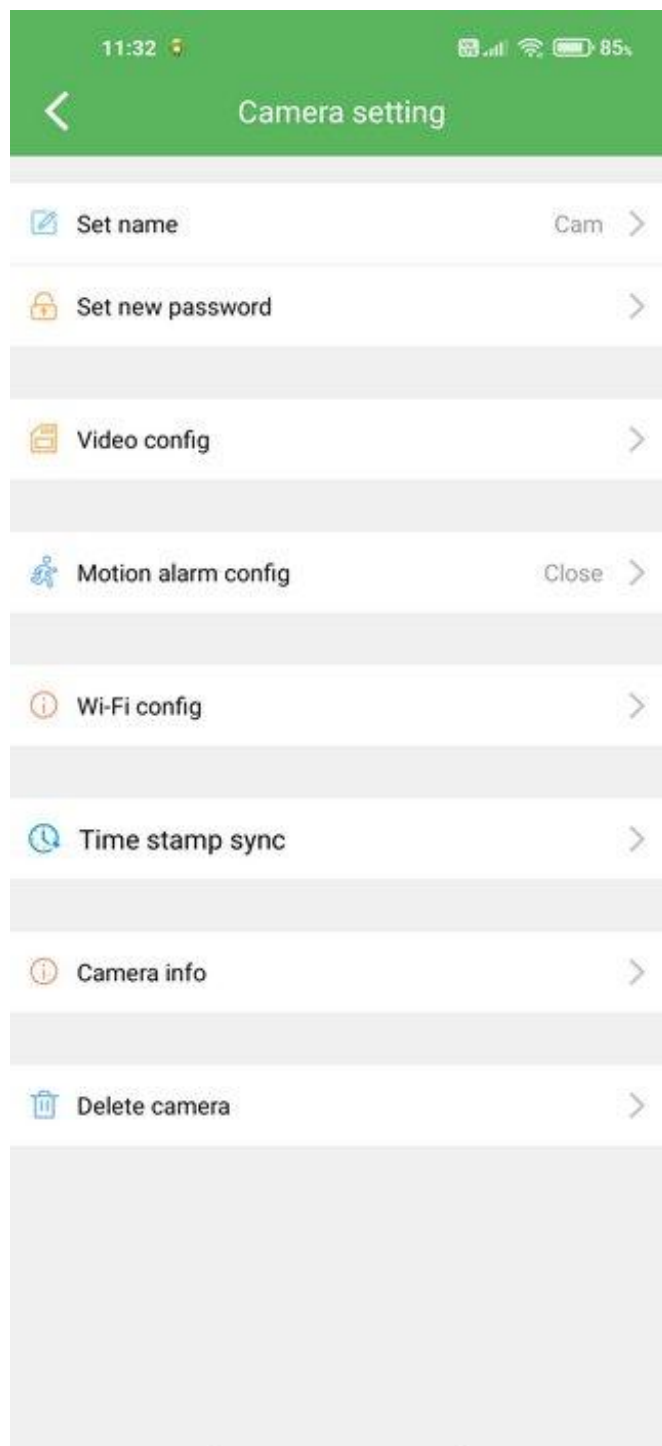 11:32 85%
Camera setting
Set name Cam
Set new password
Video config
Motion alarm config Close
Wi-Fi config
Time stamp sync
Camera info
Delete camera